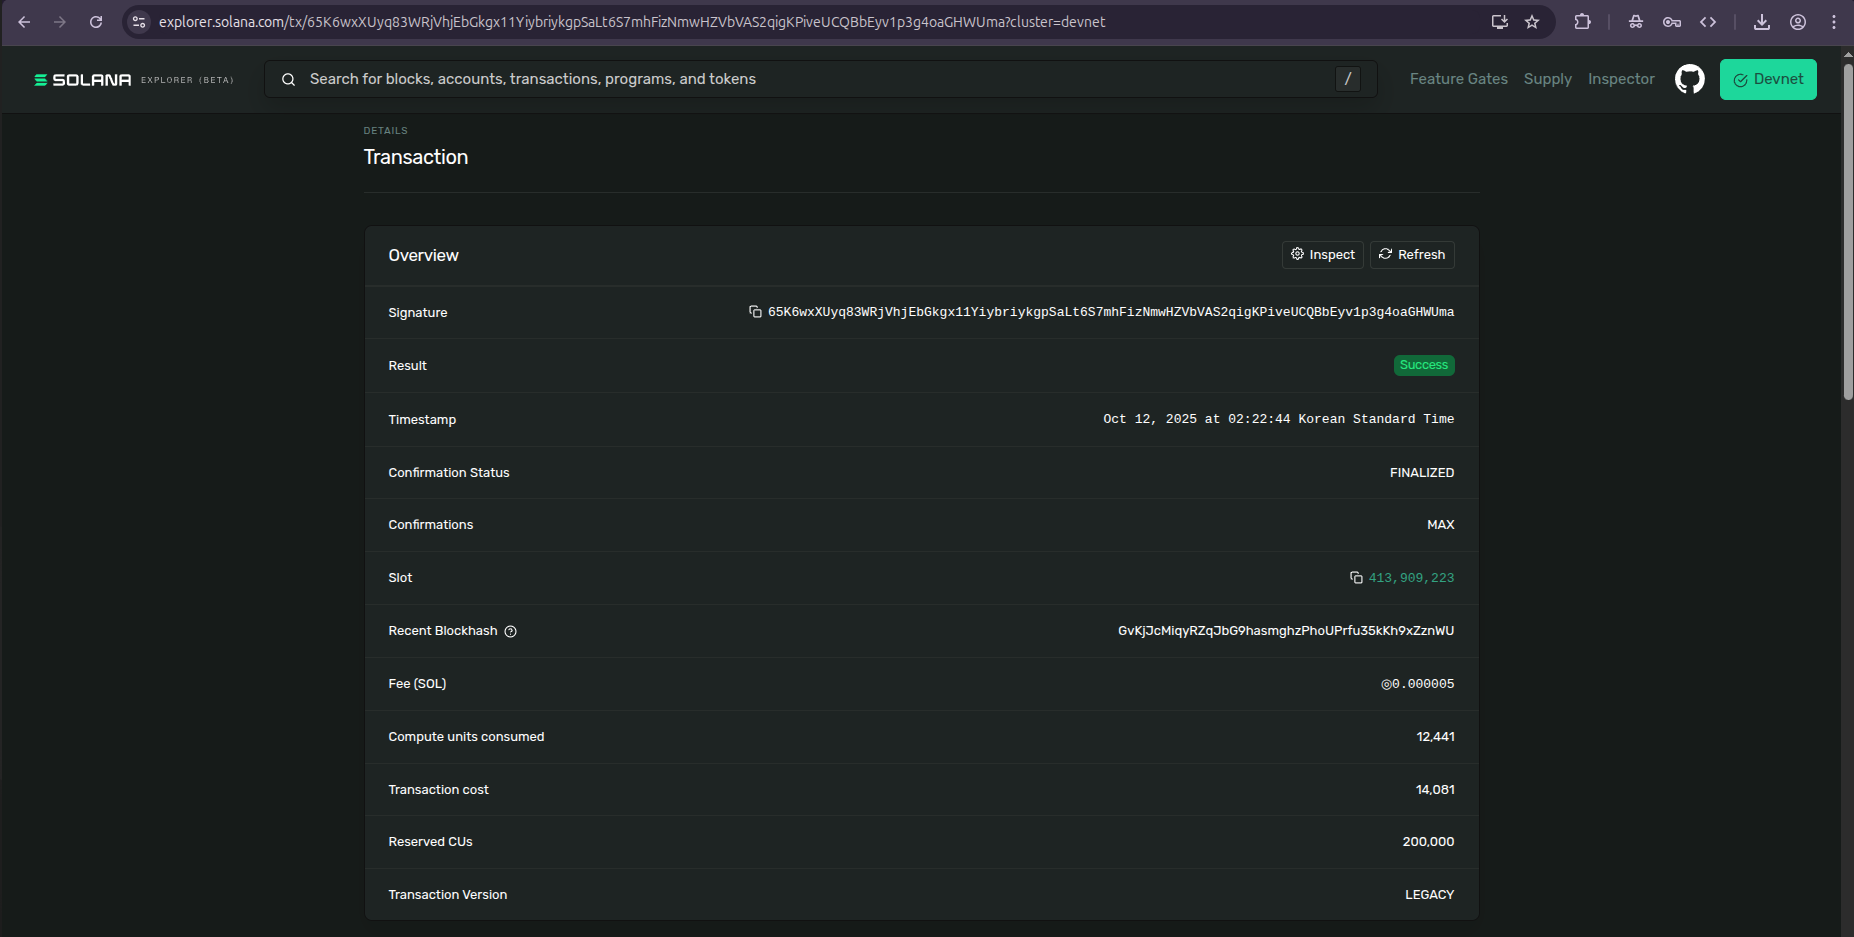 explorer.solana.com/tx/65K6wxXUyq83WRjVhjEbGkgx11YiybriykgpSaLt6S7mhFizNmwHZVbVAS2qigKPiveUCQBbEyv1p3g4oaGHWUma?cluster=devnet
SOLANA EXPLORER (BETA)
Search for blocks, accounts, transactions, programs, and tokens
/
Feature Gates
Supply
Inspector
Devnet
DETAILS
Transaction
Overview
Inspect
Refresh
Signature
65K6wxXUyq83WRjVhjEbGkgx11YiybriykgpSaLt6S7mhFizNmwHZVbVAS2qigKPiveUCQBbEyv1p3g4oaGHWUma
Result
Success
Timestamp
Oct 12, 2025 at 02:22:44 Korean Standard Time
Confirmation Status
FINALIZED
Confirmations
MAX
Slot
413,909,223
Recent Blockhash
GvKjJcMiqyRZqJbG9hasmghzPhoUPrfu35kKh9xZznWU
Fee (SOL)
◎0.000005
Compute units consumed
12,441
Transaction cost
14,081
Reserved CUs
200,000
Transaction Version
LEGACY